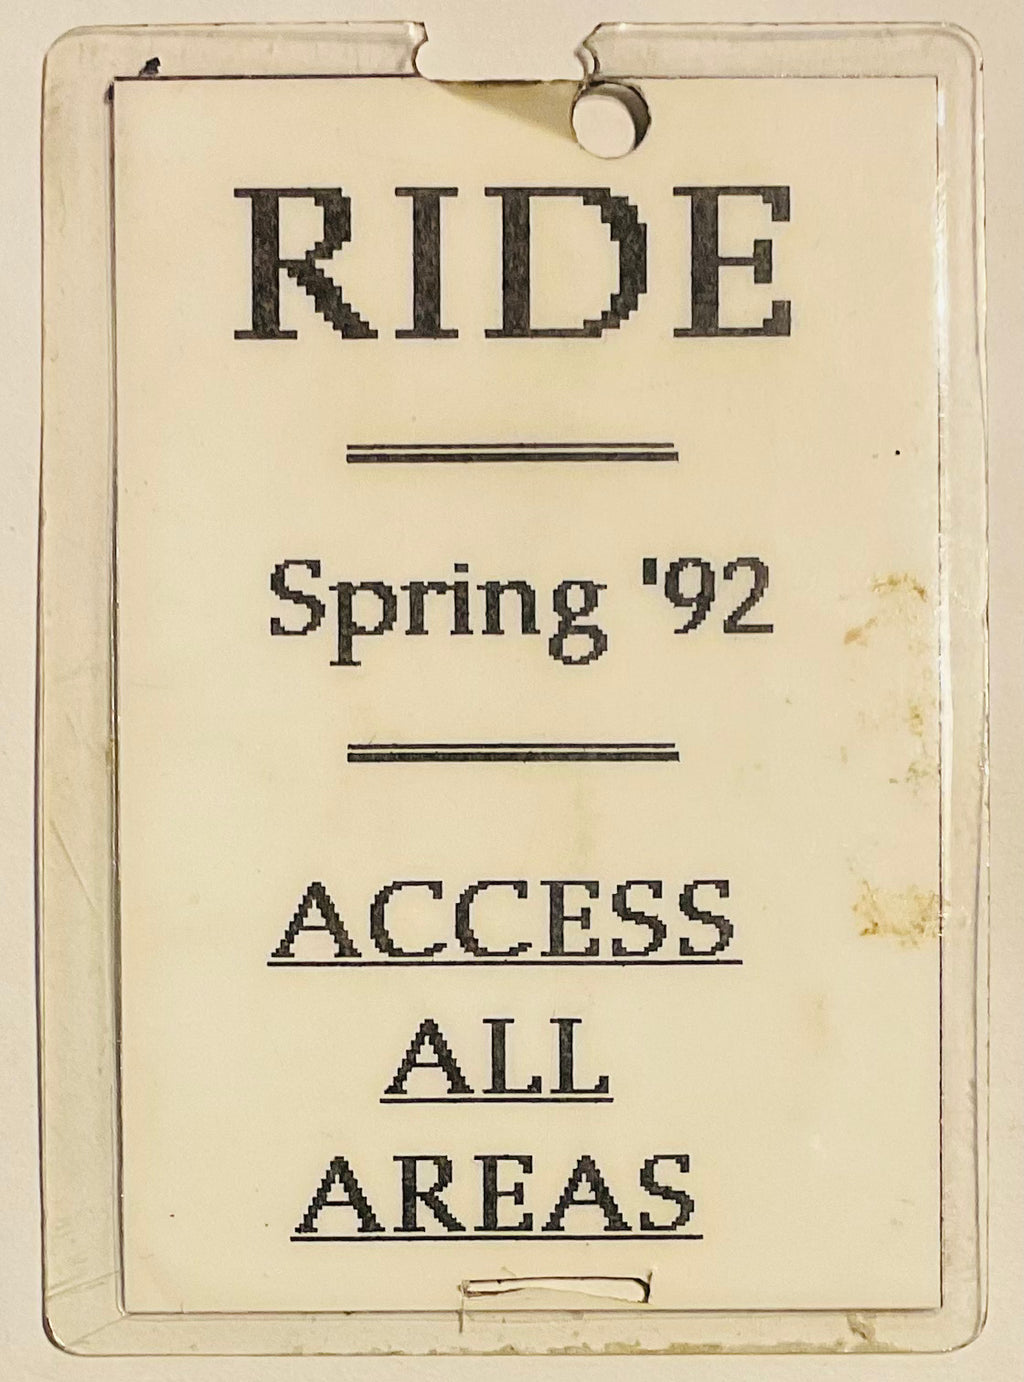 RIDE
Spring '92
ACCESS
ALL
AREAS